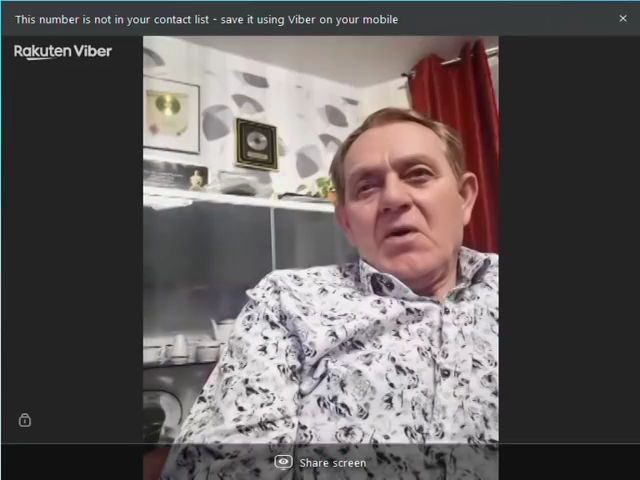 This number is not in your contact list - save it using Viber on your mobile
Rakuten Viber
Share screen